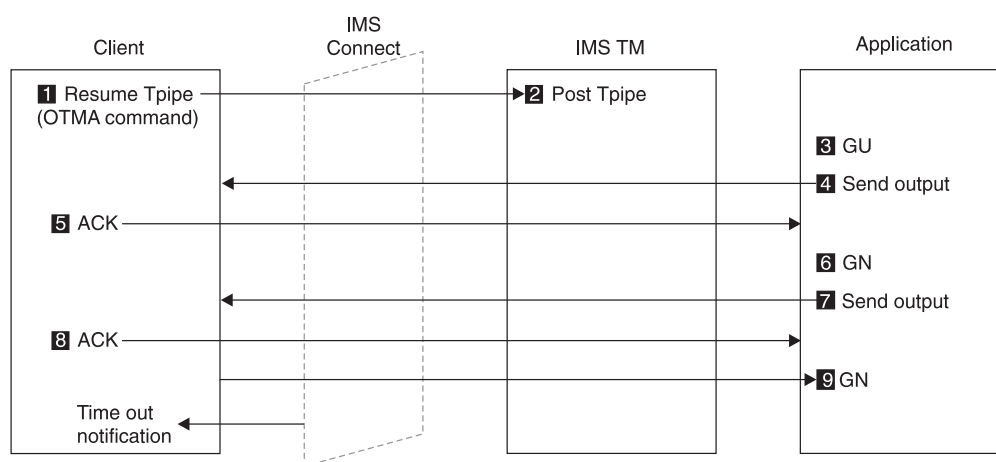 Client
IMS
Connect
IMS TM
Application
1 Resume Tpipe
(OTMA command)
2 Post Tpipe
3 GU
4 Send output
5 ACK
6 GN
7 Send output
8 ACK
9 GN
Time out
notification